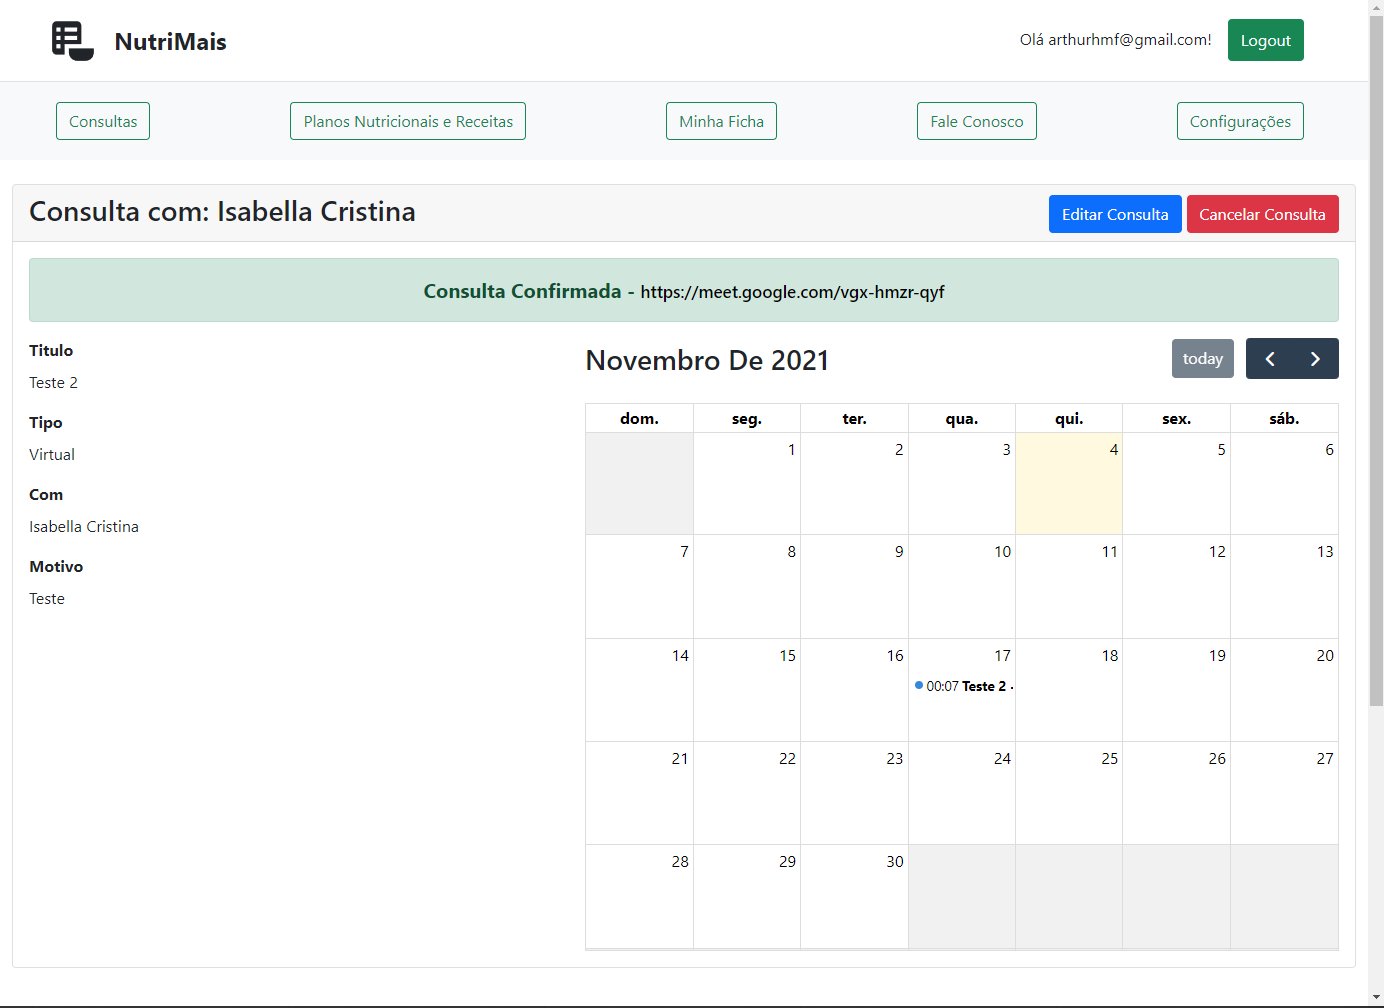 NutriMais
Olá arthurhmf@gmail.com!
Logout
Consultas
Planos Nutricionais e Receitas
Minha Ficha
Fale Conosco
Configurações
Consulta com: Isabella Cristina
Editar Consulta
Cancelar Consulta
Consulta Confirmada - https://meet.google.com/vgx-hmzr-qyf
Titulo
Teste 2
Tipo
Virtual
Com
Isabella Cristina
Motivo
Teste
Novembro De 2021
today
dom. seg. ter. qua. qui. sex. sáb.
1 2 3 4 5 6
7 8 9 10 11 12 13
14 15 16 17 18 19 20
00:07 Teste 2 -
21 22 23 24 25 26 27
28 29 30